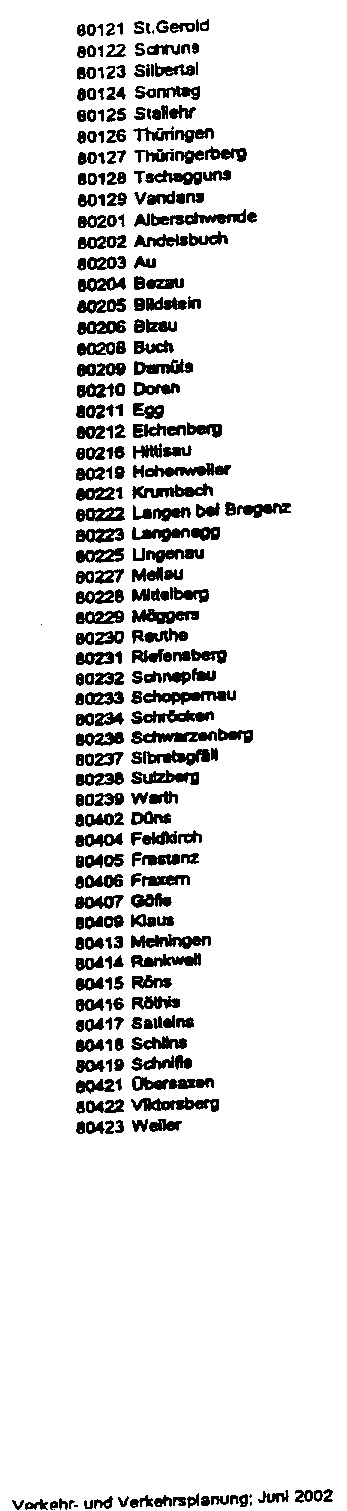 80121 St.Gerold
80122 Schruns
80123 Silbertal
80124 Sonntag
80125 Stallehr
80126 Thüringen
80127 Thüringerberg
80128 Tschagguns
80129 Vandans
80201 Alberschwende
80202 Andelsbuch
80203 Au
80204 Bezau
80205 Bildstein
80206 Bizau
80208 Buch
80209 Damüls
80210 Doren
80211 Egg
80212 Eichenberg
80216 Hittisau
80219 Hohenweiler
80221 Krumbach
80222 Langen bei Bregenz
80223 Langenegg
80225 Lingenau
80227 Mellau
80228 Mittelberg
80229 Möggers
80230 Reuthe
80231 Riefensberg
80232 Schnepfau
80233 Schoppernau
80234 Schröcken
80236 Schwarzenberg
80237 Sibratsgfäll
80238 Sulzberg
80239 Warth
80402 Düns
80404 Feldkirch
80405 Frastanz
80406 Fraxern
80407 Göfis
80409 Klaus
80413 Meiningen
80414 Rankweil
80415 Röns
80416 Röthis
80417 Satteins
80418 Schlins
80419 Schnifis
80421 Übersaxen
80422 Viktorsberg
80423 Weiler
Verkehr- und Verkehrsplanung; Juni 2002